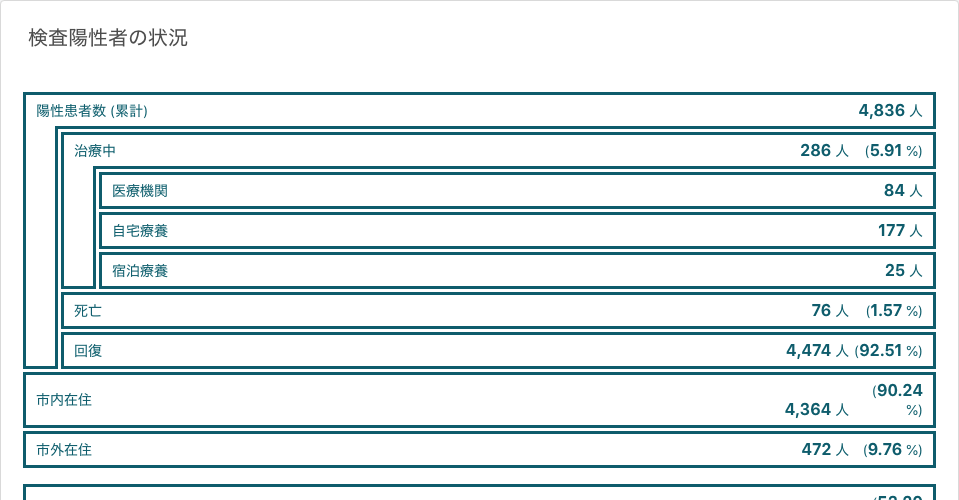 検査陽性者の状況
陽性患者数 (累計) 4,836 人
治療中 286 人 (5.91 %)
医療機関 84 人
自宅療養 177 人
宿泊療養 25 人
死亡 76 人 (1.57 %)
回復 4,474 人 (92.51 %)
市内在住 4,364 人 (90.24 %)
市外在住 472 人 (9.76 %)